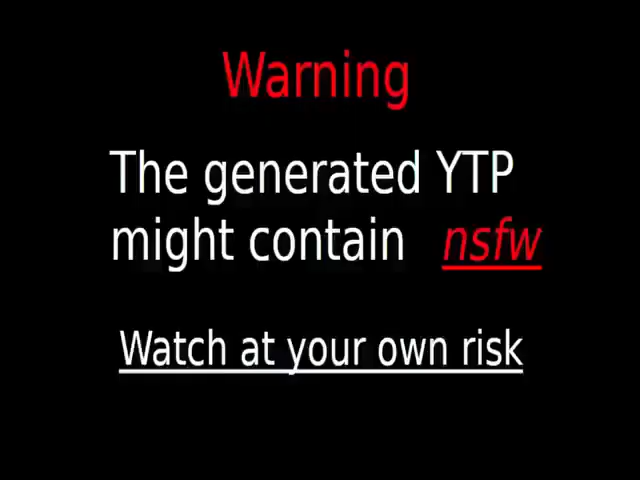 Warning
The generated YTP
might contain nsfw
Watch at your own risk